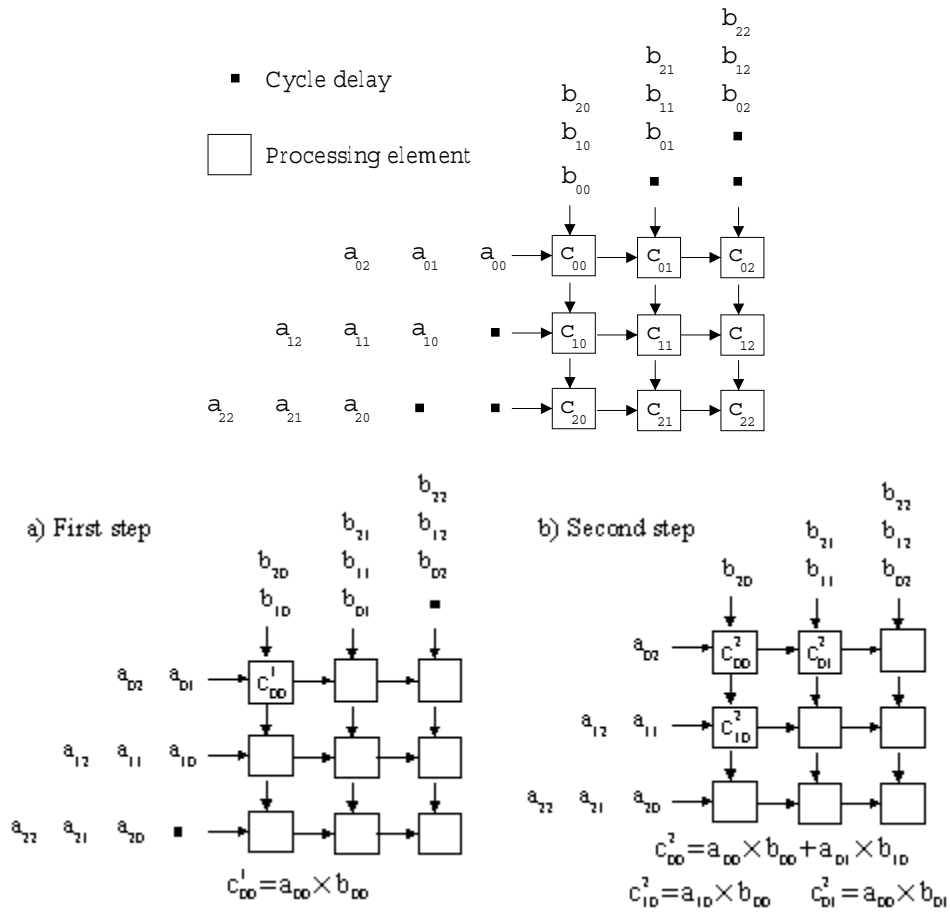 b₂₂
b₂₁ b₁₂
▪ Cycle delay
b₂₀ b₁₁ b₀₂
b₁₀ b₀₁ ▪
Processing element
b₀₀ ▪ ▪
a₀₂ a₀₁ a₀₀ c₀₀ c₀₁ c₀₂
a₁₂ a₁₁ a₁₀ ▪ c₁₀ c₁₁ c₁₂
a₂₂ a₂₁ a₂₀ ▪ ▪ c₂₀ c₂₁ c₂₂
a) First step
b₂₂
b₂₁ b₁₂
b₂₀ b₁₁ b₀₂
b₁₀ b₀₁ ▪
a₀₂ a₀₁ c¹₀₀
a₁₂ a₁₁ a₁₀
a₂₂ a₂₁ a₂₀ ▪
c¹₀₀=a₀₀×b₀₀
b) Second step
b₂₂
b₂₁ b₁₂
b₂₀ b₁₁ b₀₂
a₀₂ c²₀₀ c²₀₁
a₁₂ a₁₁ c²₁₀
a₂₂ a₂₁ a₂₀
c²₀₀=a₀₀×b₀₀+a₀₁×b₁₀
c²₁₀=a₁₀×b₀₀ c²₀₁=a₀₀×b₀₁